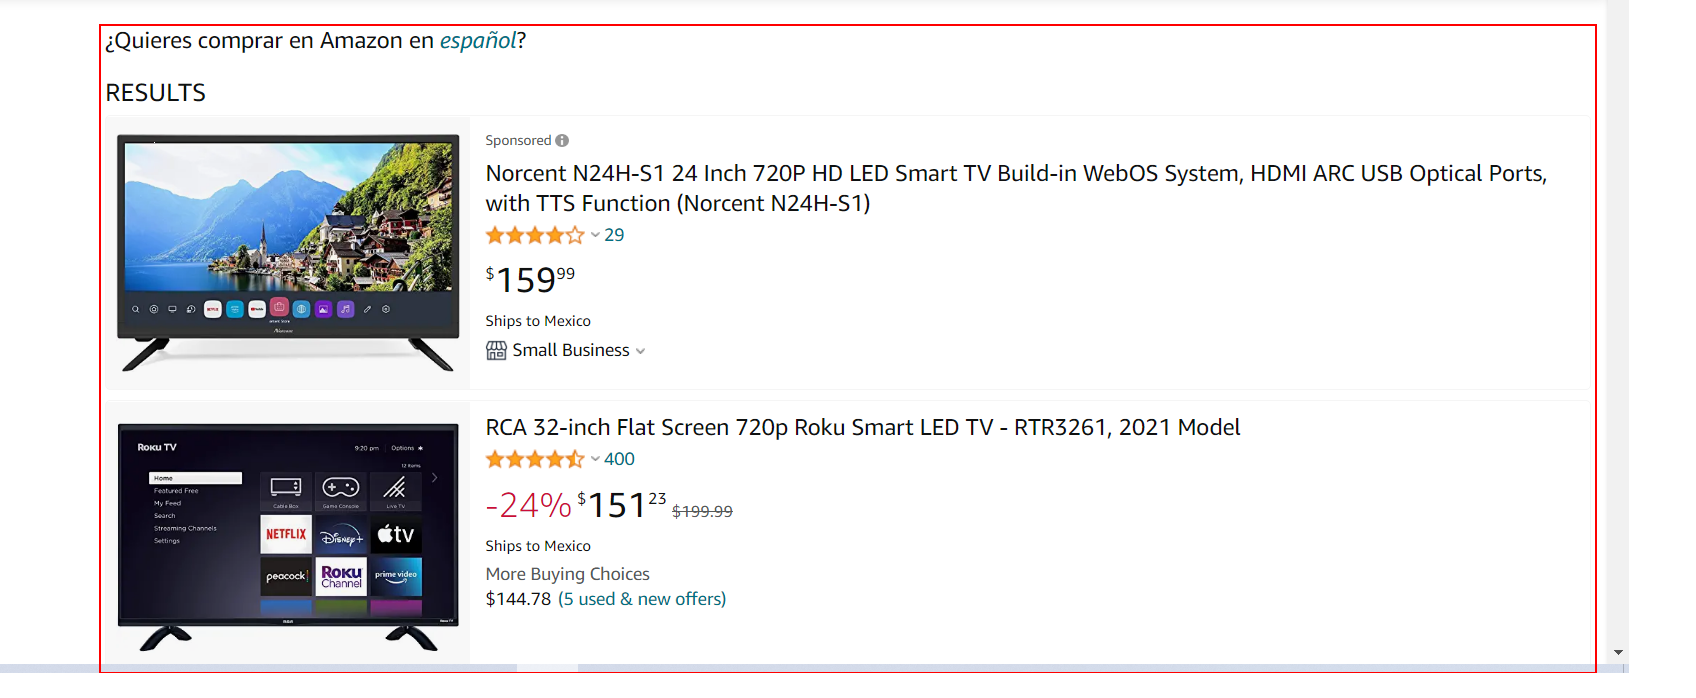 ¿Quieres comprar en Amazon en español?
RESULTS
Sponsored
Norcent N24H-S1 24 Inch 720P HD LED Smart TV Build-in WebOS System, HDMI ARC USB Optical Ports,
with TTS Function (Norcent N24H-S1)
29
$159.99
Ships to Mexico
Small Business
NETFLIX
Norcent
RCA 32-inch Flat Screen 720p Roku Smart LED TV - RTR3261, 2021 Model
400
-24% $151.23 $199.99
Ships to Mexico
More Buying Choices
$144.78 (5 used & new offers)
Roku TV
9:20 pm Options
12 items
Home
Featured Free
My Feed
Search
Streaming Channels
Settings
Cable Box Game Console Live TV
NETFLIX Disney+ tv
peacock Roku Channel prime video
RCA Roku TV